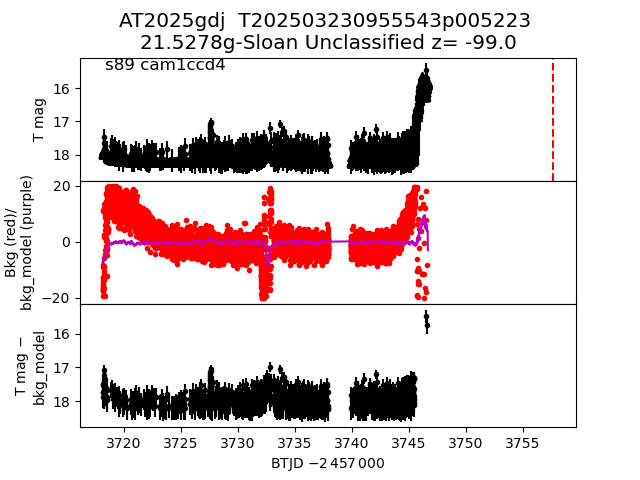 AT2025gdj  T202503230955543p005223
21.5278g-Sloan Unclassified z= -99.0
s89 cam1ccd4
T mag
16
17
18
Bkg (red)/
bkg_model (purple)
20
0
−20
T mag −
bkg_model
16
17
18
3720 3725 3730 3735 3740 3745 3750 3755
BTJD −2 457 000